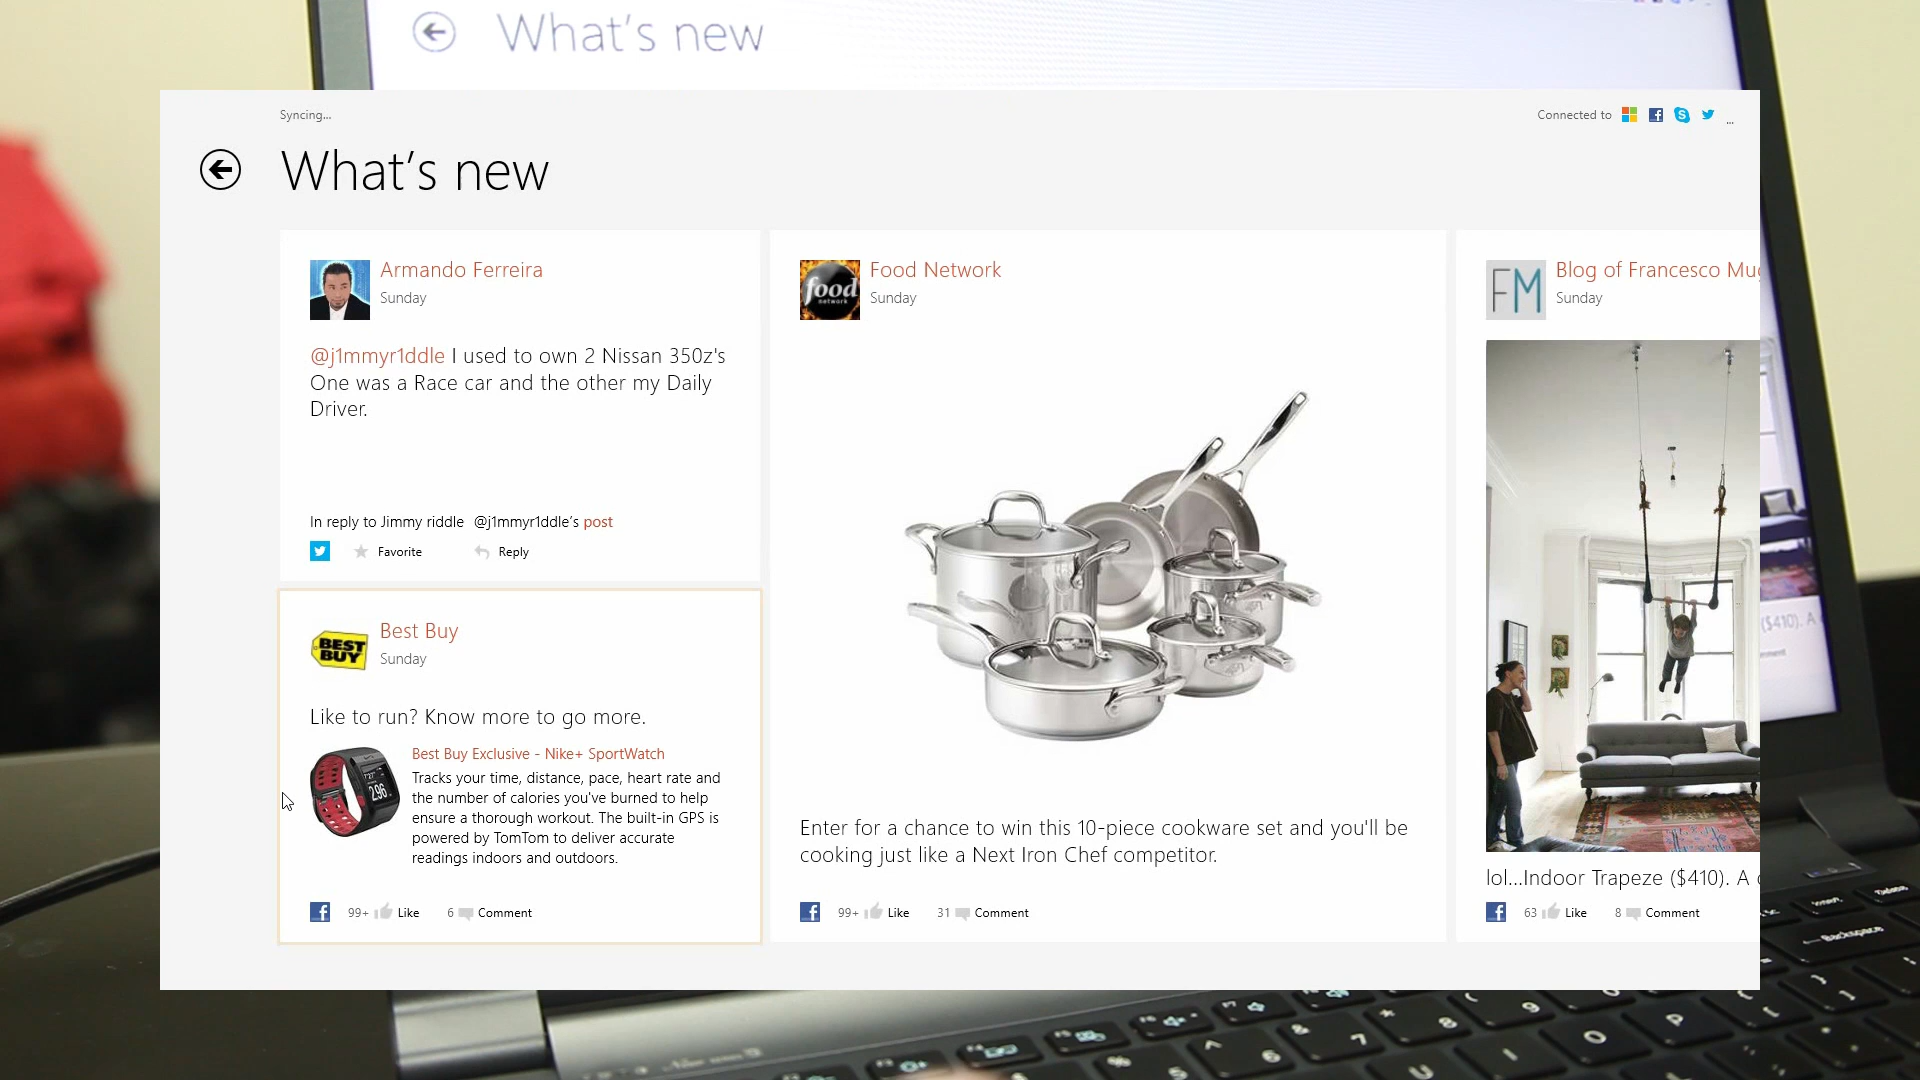 What's new
Syncing...
Connected to
...
What's new
Armando Ferreira
Sunday
@j1mmyr1ddle I used to own 2 Nissan 350z's
One was a Race car and the other my Daily
Driver.
In reply to Jimmy riddle @j1mmyr1ddle's post
Favorite
Reply
BEST BUY
Best Buy
Sunday
Like to run? Know more to go more.
Best Buy Exclusive - Nike+ SportWatch
Tracks your time, distance, pace, heart rate and
the number of calories you've burned to help
ensure a thorough workout. The built-in GPS is
powered by TomTom to deliver accurate
readings indoors and outdoors.
296
99+ Like 6 Comment
food
network
Food Network
Sunday
Enter for a chance to win this 10-piece cookware set and you'll be
cooking just like a Next Iron Chef competitor.
99+ Like 31 Comment
FM
Blog of Francesco Mug
Sunday
lol...Indoor Trapeze ($410). A
63 Like 8 Comment
($410). A
Backspace
Delete